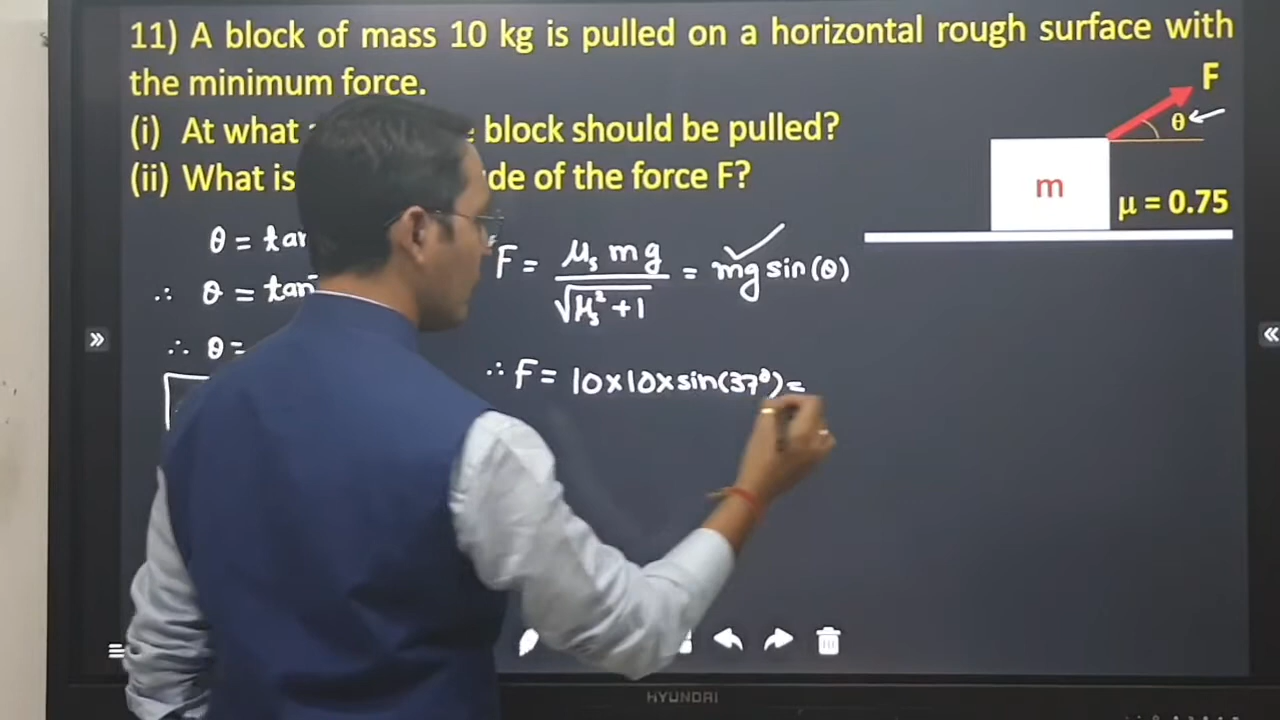 11) A block of mass 10 kg is pulled on a horizontal rough surface with
the minimum force.
(i) At what block should be pulled?
(ii) What is of the force F?
F
θ
m
μ = 0.75
θ = tan
∴ θ = tan
∴ θ =
F = μₛ mg / √μₛ² + 1 = mg sin(θ)
∴ F = 10×10×sin(37°) =
HYUNDAI